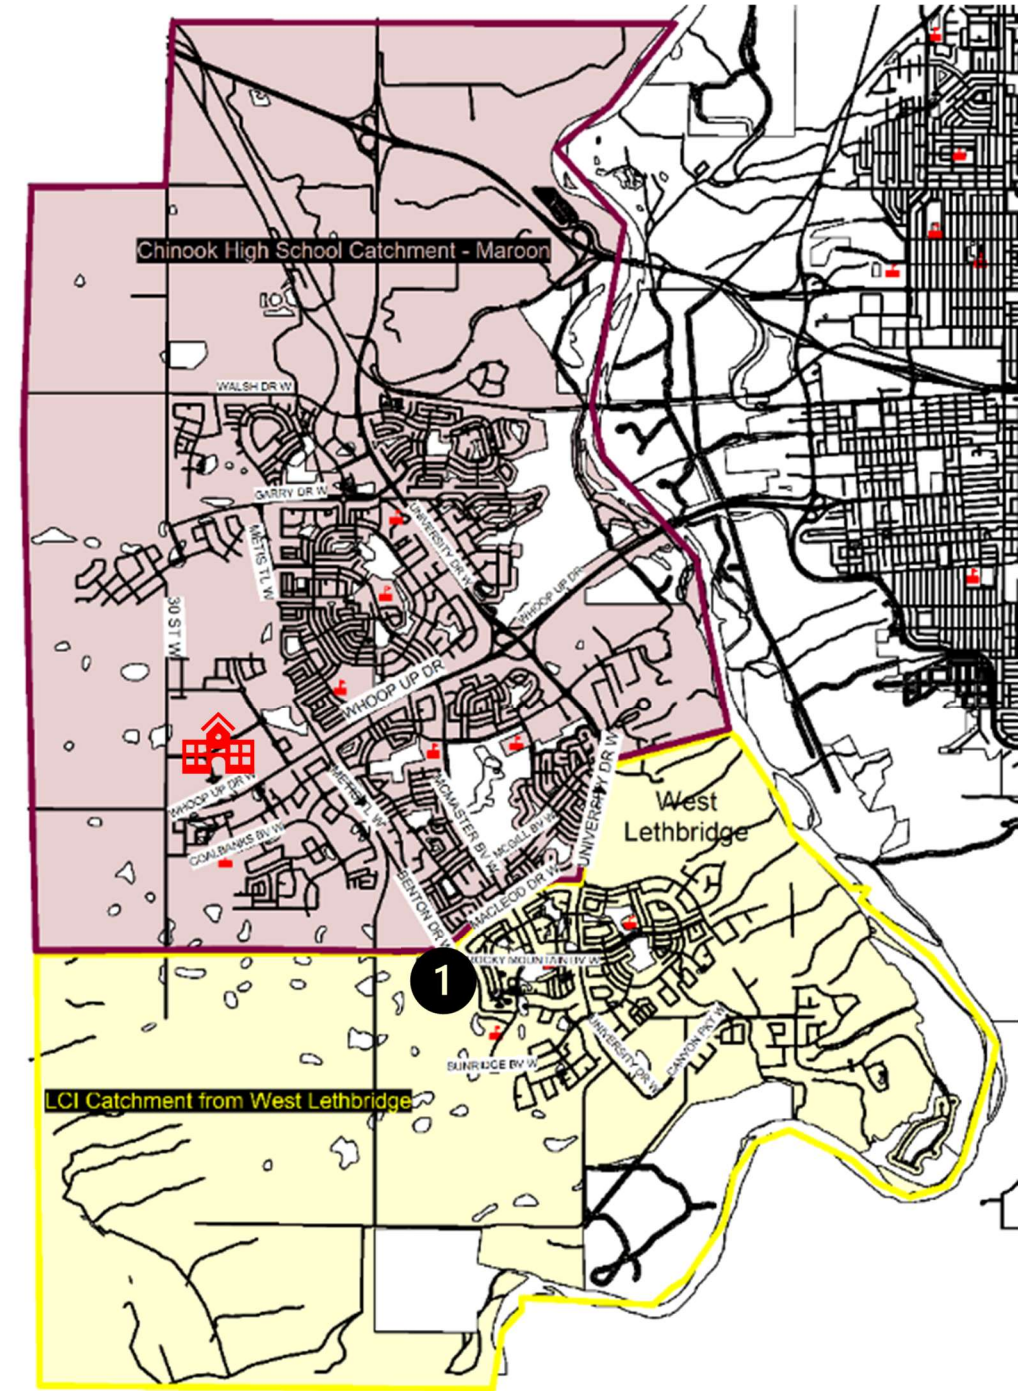 Chinook High School Catchment - Maroon
WALSH DR W
GARRY DR W
METIS TL W
UNIVERSITY DR W
WHOOP UP DR
30 ST W
WHOOP UP DR
WHOOP UP DR W
METIS TL W
COALBANKS BV W
MCMASTER BV W
MCGILL BV W
UNIVERSITY DR W
West
Lethbridge
BENTON DR W
MACLEOD DR W
ROCKY MOUNTAIN BV W
1
UNIVERSITY DR W
CANYON PKY W
SUNRIDGE BV W
LCI Catchment from West Lethbridge